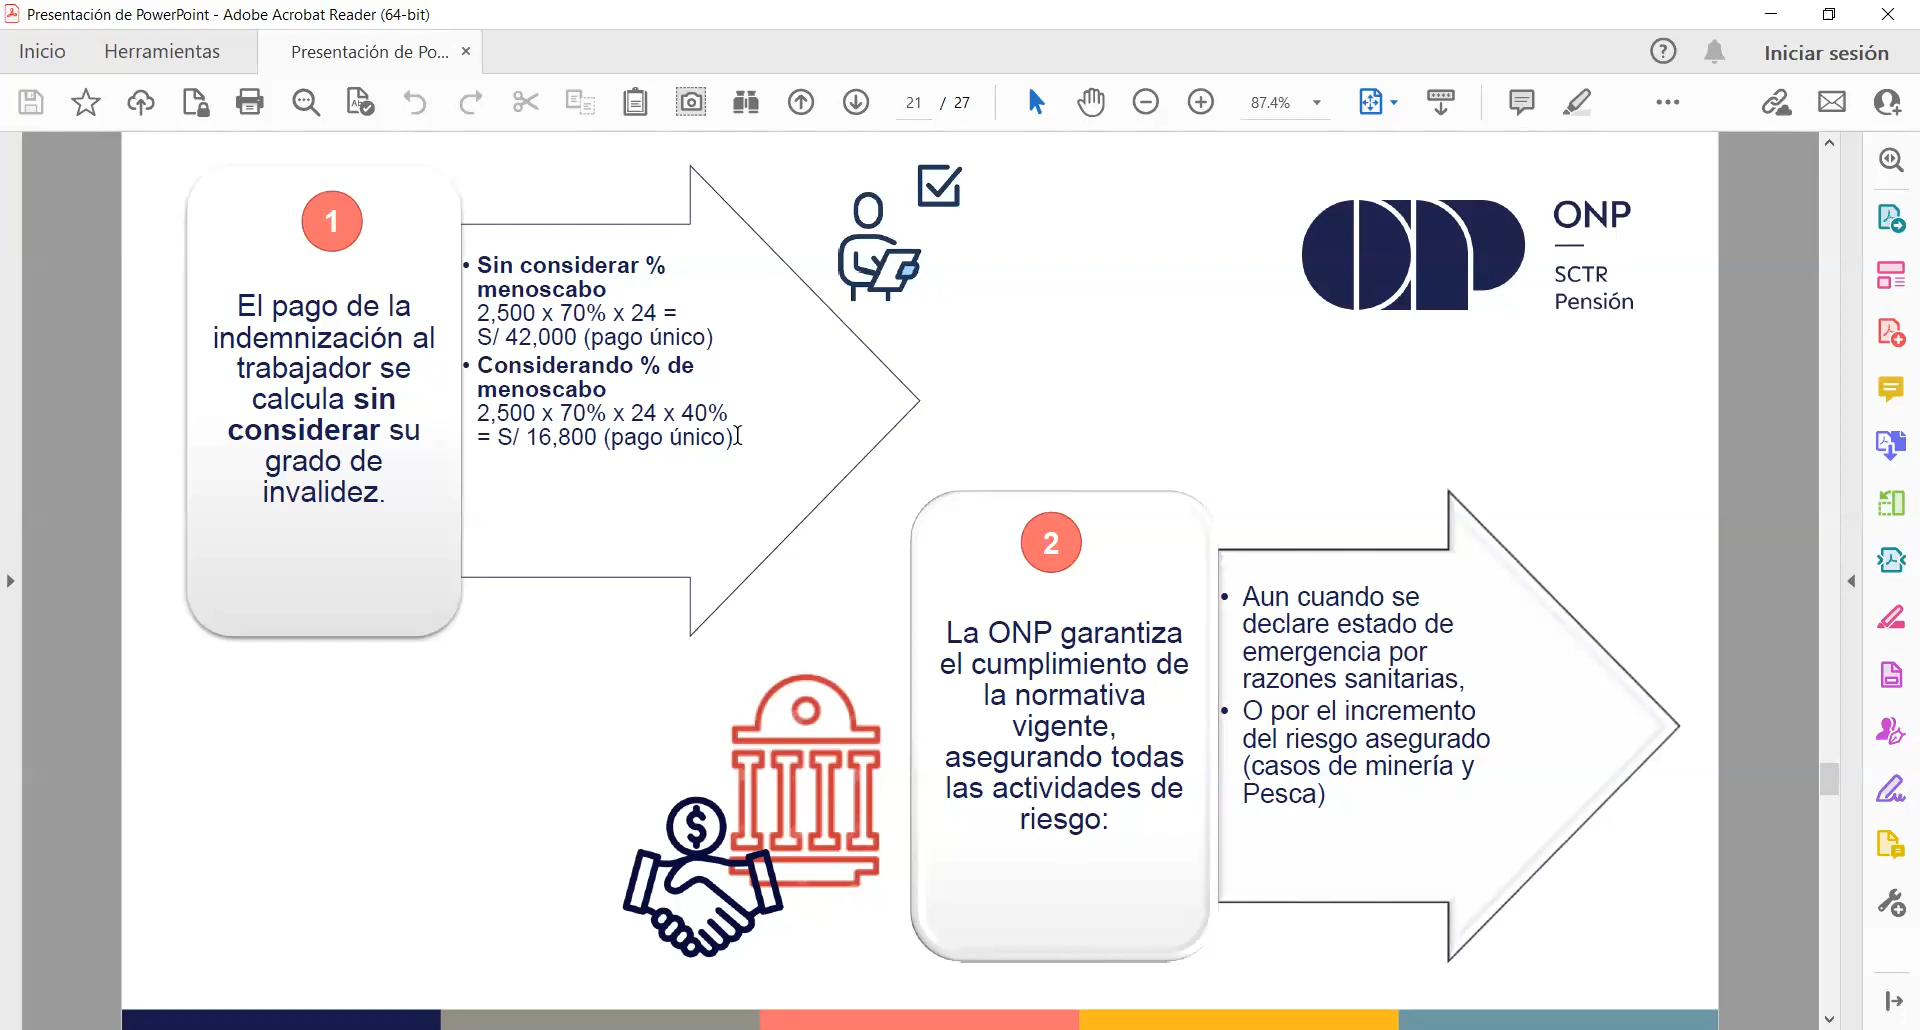 Presentación de PowerPoint - Adobe Acrobat Reader (64-bit)
Inicio
Herramientas
Presentación de Po...
Iniciar sesión
21 / 27
87.4%
1
El pago de la
indemnización al
trabajador se
calcula sin
considerar su
grado de
invalidez.
• Sin considerar %
menoscabo
2,500 x 70% x 24 =
S/ 42,000 (pago único)
• Considerando % de
menoscabo
2,500 x 70% x 24 x 40%
= S/ 16,800 (pago único)
onp
ONP
SCTR
Pensión
2
La ONP garantiza
el cumplimiento de
la normativa
vigente,
asegurando todas
las actividades de
riesgo:
• Aun cuando se
declare estado de
emergencia por
razones sanitarias,
• O por el incremento
del riesgo asegurado
(casos de minería y
Pesca)
$